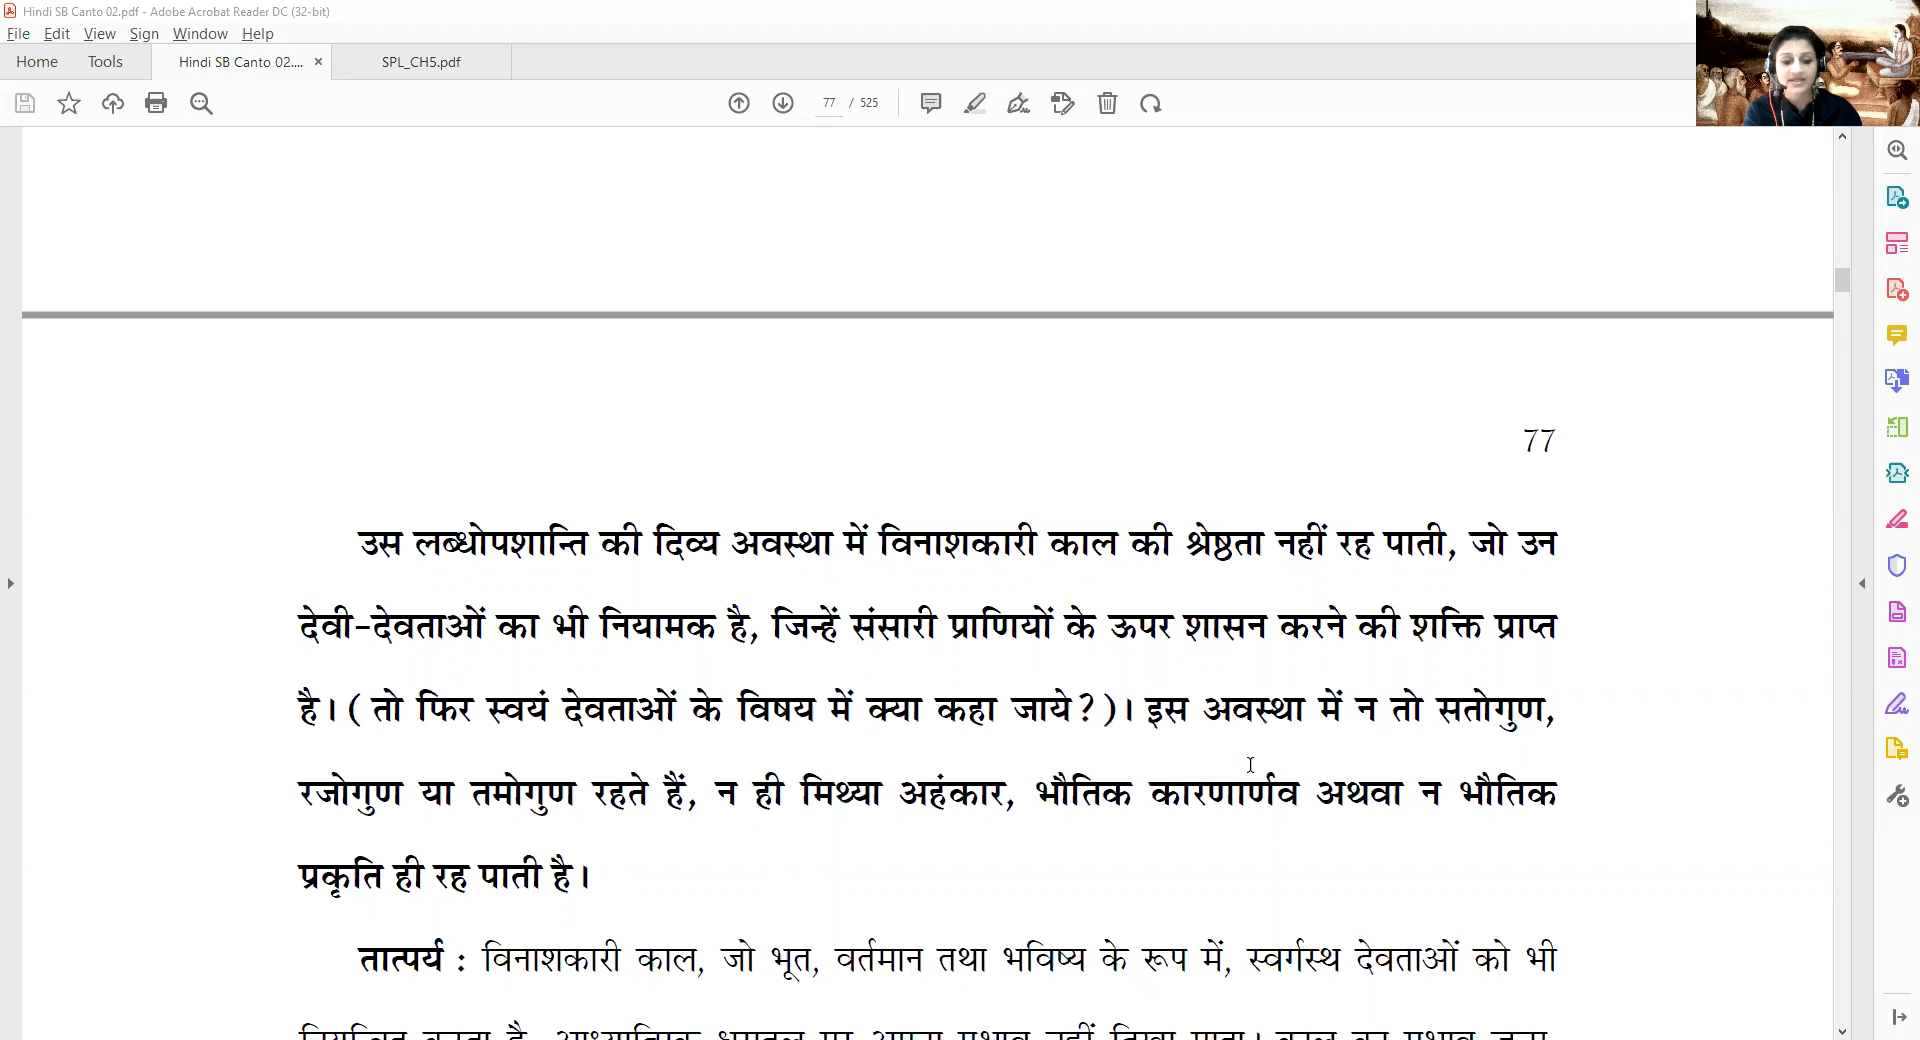 Hindi SB Canto 02.pdf - Adobe Acrobat Reader DC (32-bit)
File Edit View Sign Window Help
Home Tools Hindi SB Canto 02.... × SPL_CH5.pdf
77 / 525
77
उस लब्धोपशान्ति की दिव्य अवस्था में विनाशकारी काल की श्रेष्ठता नहीं रह पाती, जो उन
देवी-देवताओं का भी नियामक है, जिन्हें संसारी प्राणियों के ऊपर शासन करने की शक्ति प्राप्त
है। ( तो फिर स्वयं देवताओं के विषय में क्या कहा जाये? )। इस अवस्था में न तो सतोगुण,
रजोगुण या तमोगुण रहते हैं, न ही मिथ्या अहंकार, भौतिक कारणार्णव अथवा न भौतिक
प्रकृति ही रह पाती है।
तात्पर्य : विनाशकारी काल, जो भूत, वर्तमान तथा भविष्य के रूप में, स्वर्गस्थ देवताओं को भी